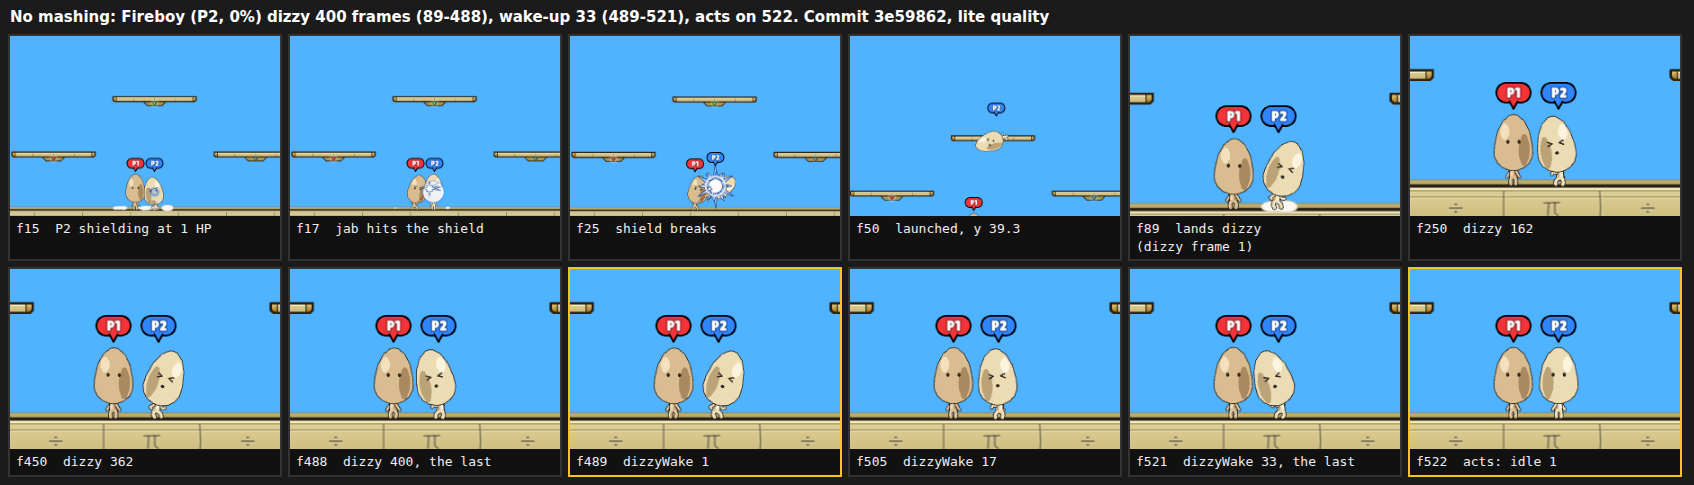 No mashing: Fireboy (P2, 0%) dizzy 400 frames (89-488), wake-up 33 (489-521), acts on 522. Commit 3e59862, lite quality
P1 P2
P1 P2
P1 P2
P2
P1
P1 P2
P1 P2
f15 P2 shielding at 1 HP
f17 jab hits the shield
f25 shield breaks
f50 launched, y 39.3
f89 lands dizzy
(dizzy frame 1)
f250 dizzy 162
P1 P2
P1 P2
P1 P2
P1 P2
P1 P2
P1 P2
f450 dizzy 362
f488 dizzy 400, the last
f489 dizzyWake 1
f505 dizzyWake 17
f521 dizzyWake 33, the last
f522 acts: idle 1